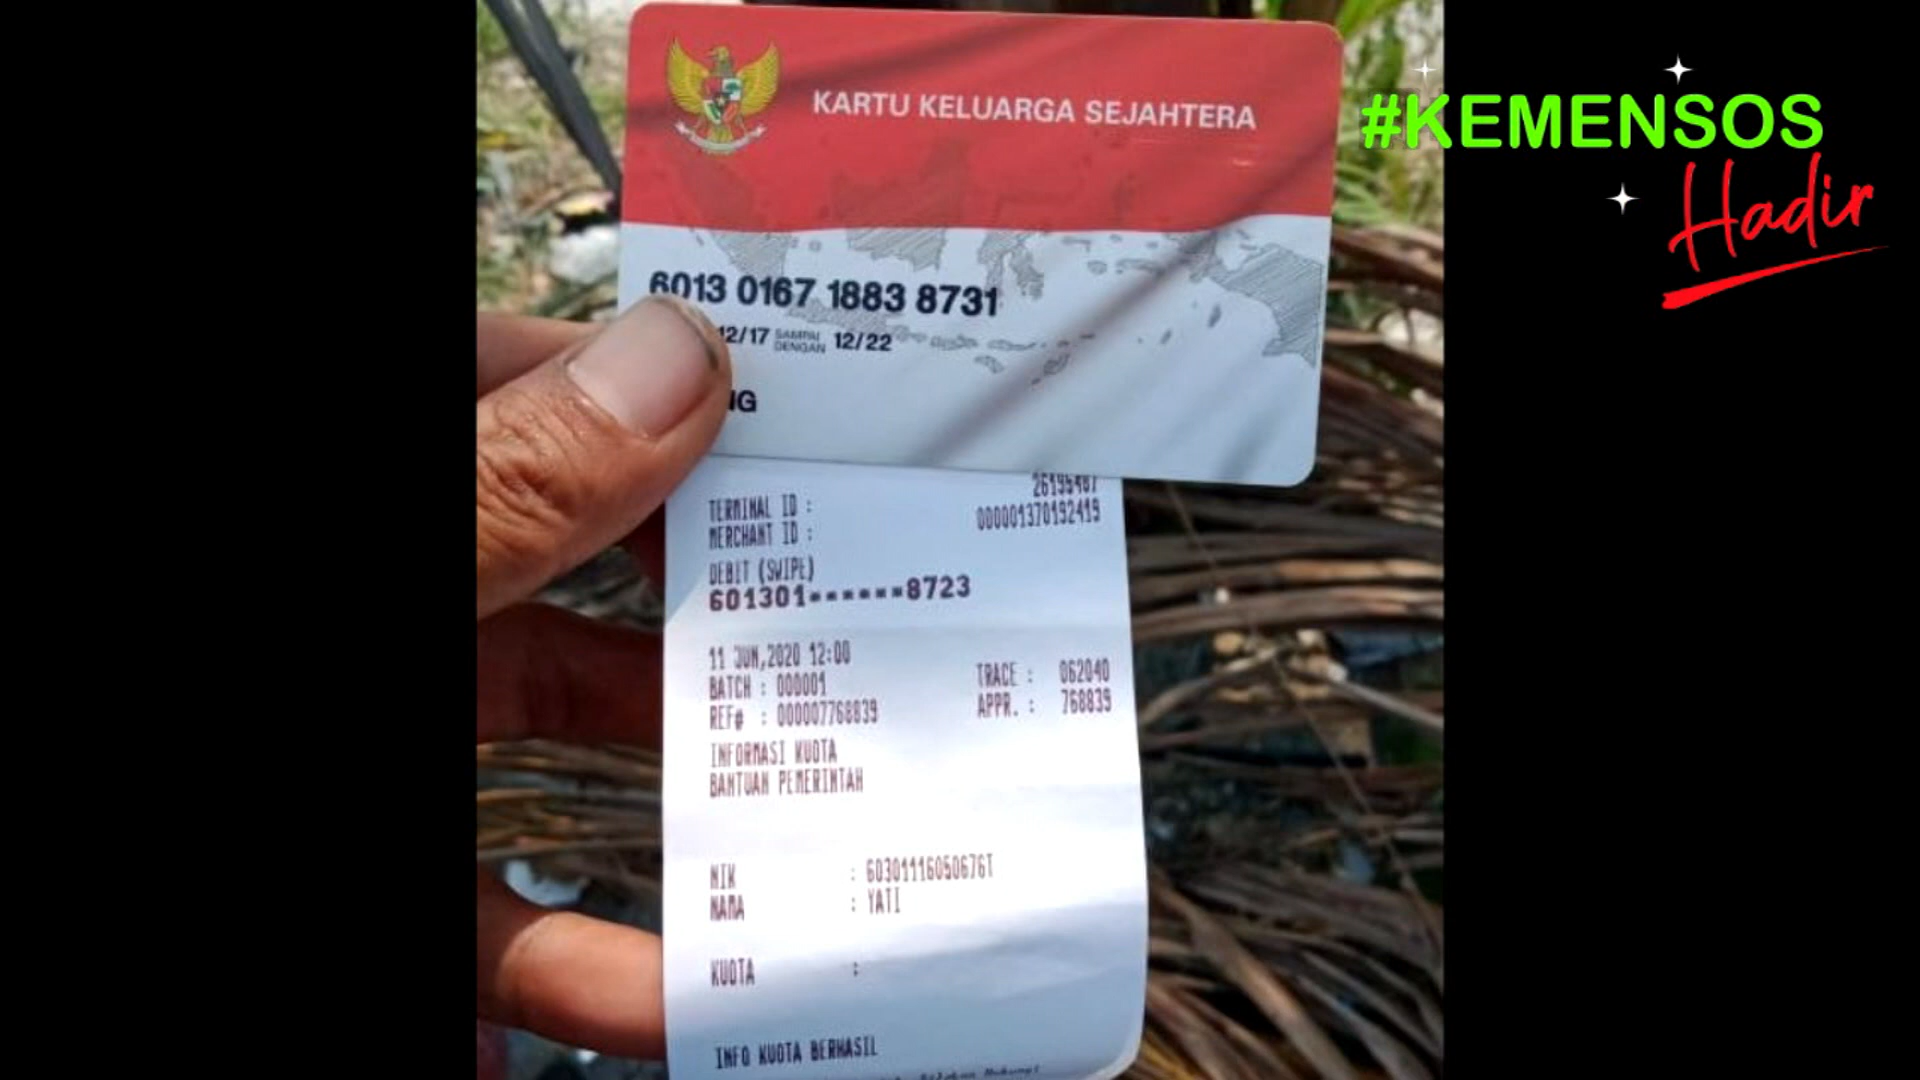 KARTU KELUARGA SEJAHTERA
#KEMENSOS
Hadir
6013 0167 1883 8731
12/17 SAMPAI DENGAN 12/22
NG
26195487
TERMINAL ID :
MERCHANT ID : 000001370192419
DEBIT (SWIPE)
601301******8723
11 JUN,2020 12:00
BATCH : 000001 TRACE : 062040
REF# : 000007768839 APPR. : 768839
INFORMASI KUOTA
BANTUAN PEMERINTAH
NIK : 603011160506767
NAMA : YATI
KUOTA :
INFO KUOTA BERHASIL